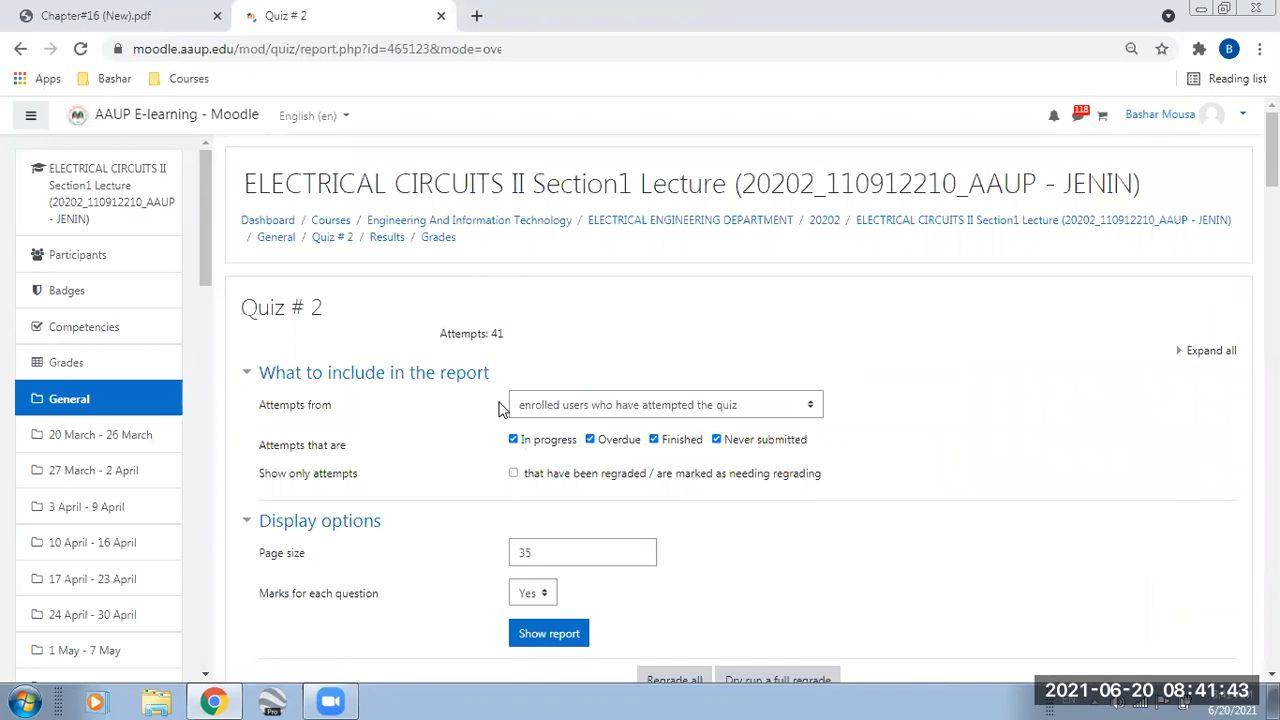 Chapter#16 (New).pdf
Quiz # 2
moodle.aaup.edu/mod/quiz/report.php?id=465123&mode=ove
B
Apps
Bashar
Courses
Reading list
AAUP E-learning - Moodle
English (en)
118
Bashar Mousa
ELECTRICAL CIRCUITS II
Section1 Lecture
(20202_110912210_AAUP
- JENIN)
Participants
Badges
Competencies
Grades
General
20 March - 26 March
27 March - 2 April
3 April - 9 April
10 April - 16 April
17 April - 23 April
24 April - 30 April
1 May - 7 May
ELECTRICAL CIRCUITS II Section1 Lecture (20202_110912210_AAUP - JENIN)
Dashboard / Courses / Engineering And Information Technology / ELECTRICAL ENGINEERING DEPARTMENT / 20202 / ELECTRICAL CIRCUITS II Section1 Lecture (20202_110912210_AAUP - JENIN)
/ General / Quiz # 2 / Results / Grades
Quiz # 2
Attempts: 41
Expand all
What to include in the report
Attempts from enrolled users who have attempted the quiz
Attempts that are In progress Overdue Finished Never submitted
Show only attempts that have been regraded / are marked as needing regrading
Display options
Page size 35
Marks for each question Yes
Show report
Regrade all Dry run a full regrade
Pro
2021-06-20 08:41:43
6/20/2021